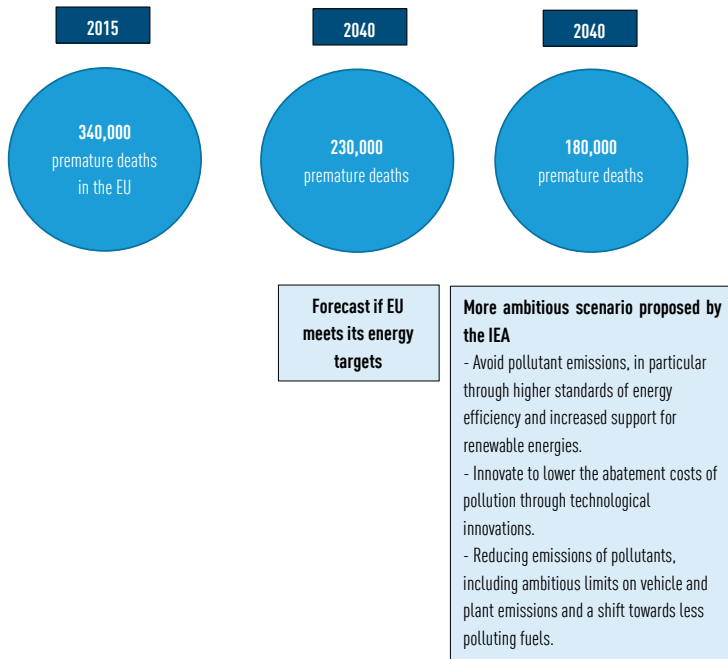 2015
2040
2040
340,000
premature deaths
in the EU
230,000
premature deaths
180,000
premature deaths
Forecast if EU
meets its energy
targets
More ambitious scenario proposed by
the IEA
- Avoid pollutant emissions, in particular
through higher standards of energy
efficiency and increased support for
renewable energies.
- Innovate to lower the abatement costs of
pollution through technological
innovations.
- Reducing emissions of pollutants,
including ambitious limits on vehicle and
plant emissions and a shift towards less
polluting fuels.